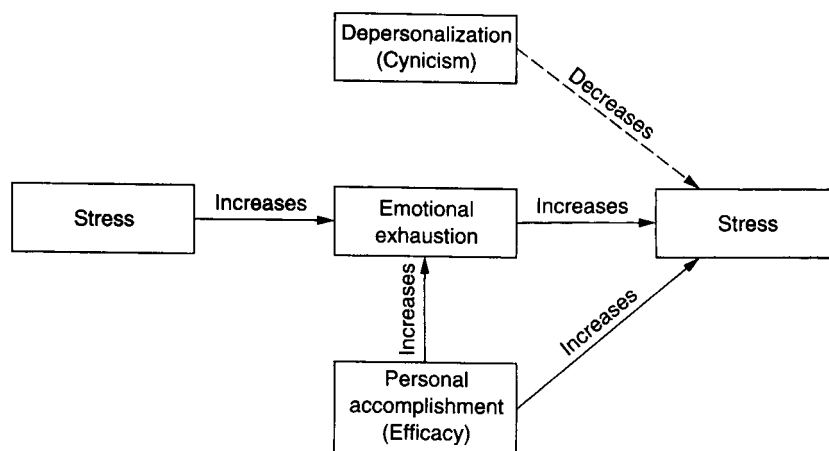 Depersonalization
(Cynicism)
Decreases
Stress
Increases
Emotional
exhaustion
Increases
Stress
Increases
Increases
Personal
accomplishment
(Efficacy)